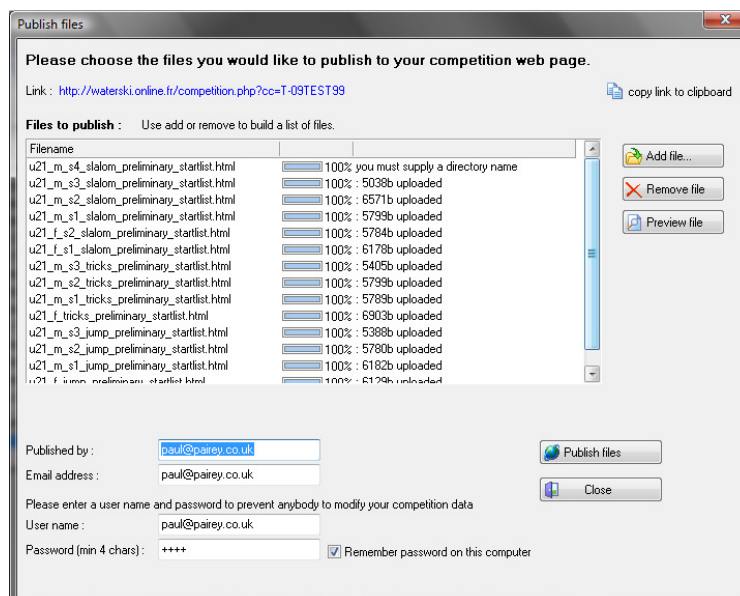 Publish files
Please choose the files you would like to publish to your competition web page.
Link : http://waterski.online.fr/competition.php?cc=T-09TEST99
copy link to clipboard
Files to publish : Use add or remove to build a list of files.
Filename
u21_m_s4_slalom_preliminary_startlist.html 100% you must supply a directory name
u21_m_s3_slalom_preliminary_startlist.html 100% : 5038b uploaded
u21_m_s2_slalom_preliminary_startlist.html 100% : 6571b uploaded
u21_m_s1_slalom_preliminary_startlist.html 100% : 5799b uploaded
u21_f_s2_slalom_preliminary_startlist.html 100% : 5784b uploaded
u21_f_s1_slalom_preliminary_startlist.html 100% : 6178b uploaded
u21_m_s3_tricks_preliminary_startlist.html 100% : 5405b uploaded
u21_m_s2_tricks_preliminary_startlist.html 100% : 5799b uploaded
u21_m_s1_tricks_preliminary_startlist.html 100% : 5789b uploaded
u21_f_tricks_preliminary_startlist.html 100% : 6903b uploaded
u21_m_s3_jump_preliminary_startlist.html 100% : 5388b uploaded
u21_m_s2_jump_preliminary_startlist.html 100% : 5780b uploaded
u21_m_s1_jump_preliminary_startlist.html 100% : 6182b uploaded
u21_f_jump_preliminary_startlist.html 100% : 6129b uploaded
Add file...
Remove file
Preview file
Published by : paul@pairey.co.uk
Email address : paul@pairey.co.uk
Publish files
Close
Please enter a user name and password to prevent anybody to modify your competition data
User name : paul@pairey.co.uk
Password (min 4 chars) : ++++
Remember password on this computer